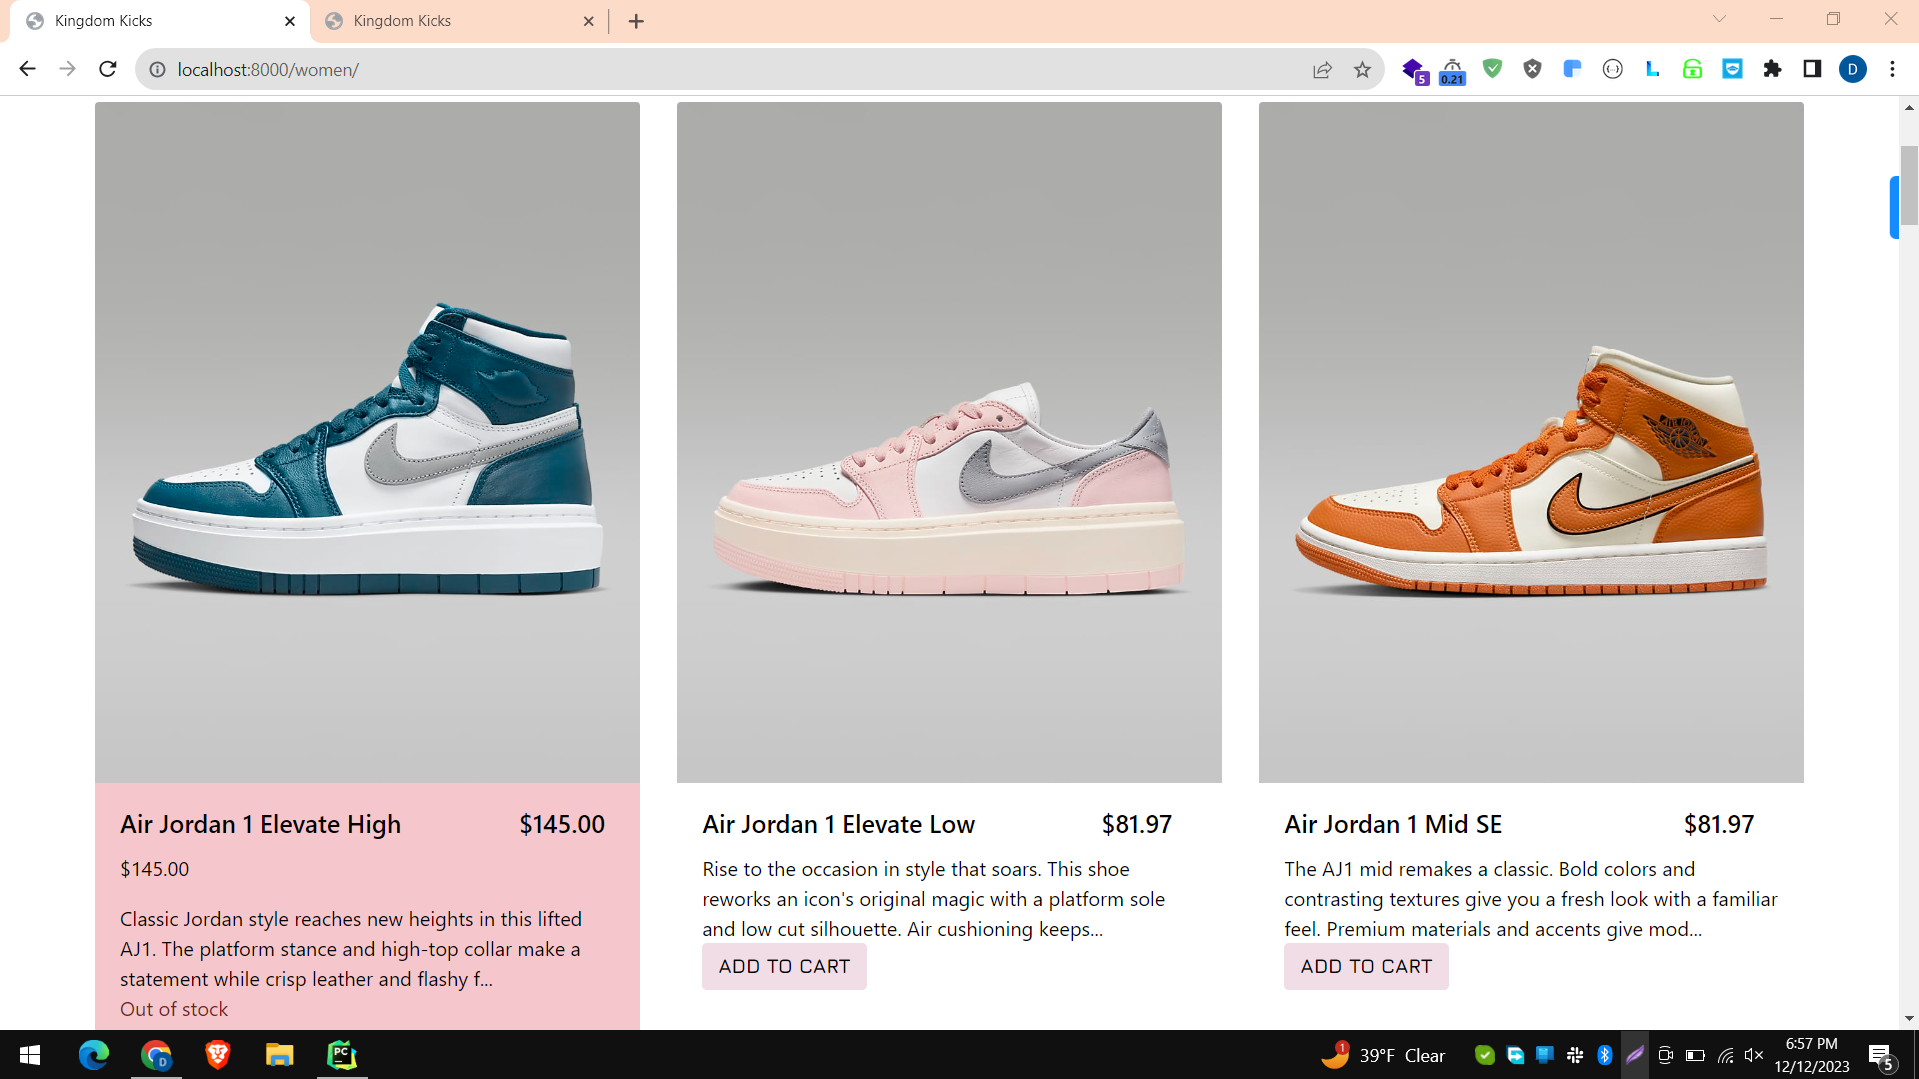 Kingdom Kicks
Kingdom Kicks
localhost:8000/women/
5
0.21
D
Air Jordan 1 Elevate High $145.00
$145.00
Classic Jordan style reaches new heights in this lifted
AJ1. The platform stance and high-top collar make a
statement while crisp leather and flashy f...
Out of stock
Air Jordan 1 Elevate Low $81.97
Rise to the occasion in style that soars. This shoe
reworks an icon's original magic with a platform sole
and low cut silhouette. Air cushioning keeps...
ADD TO CART
Air Jordan 1 Mid SE $81.97
The AJ1 mid remakes a classic. Bold colors and
contrasting textures give you a fresh look with a familiar
feel. Premium materials and accents give mod...
ADD TO CART
D
PC
1
39°F Clear
6:57 PM
12/12/2023
5